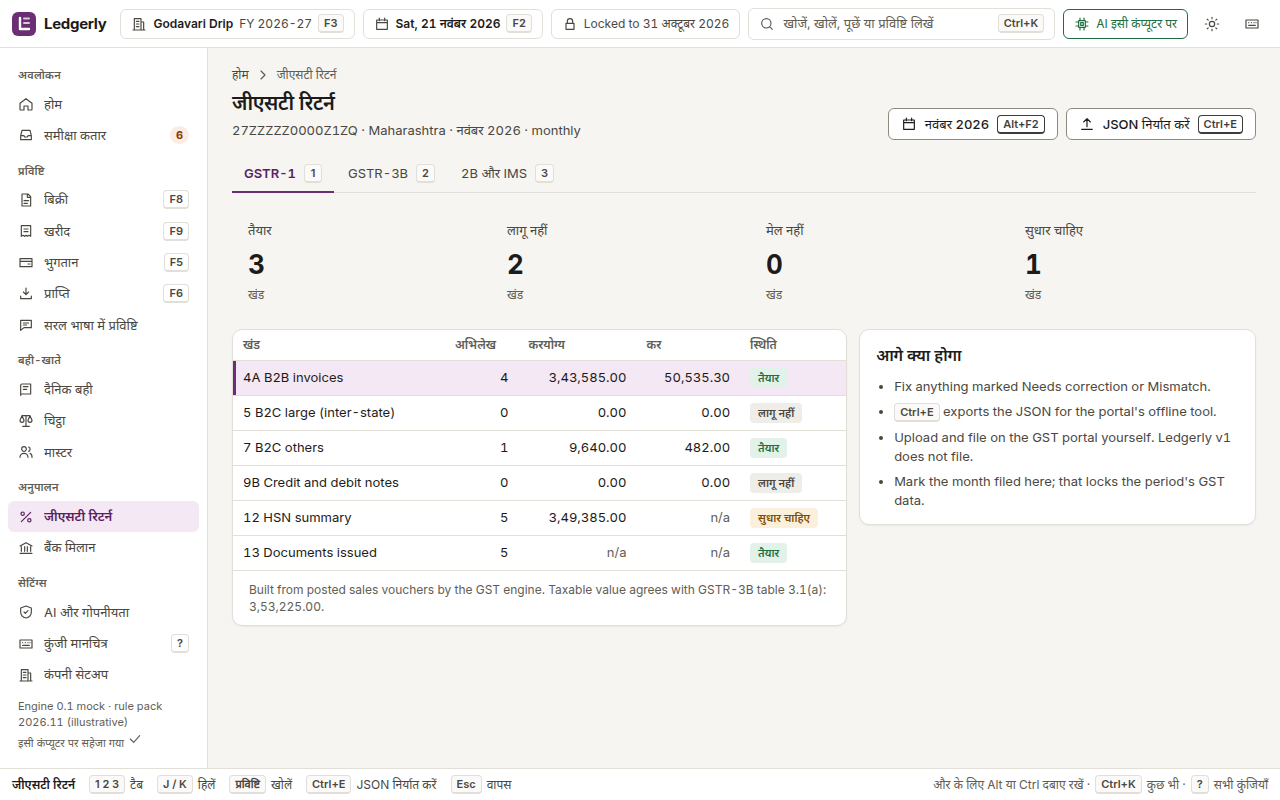 Ledgerly
Godavari Drip FY 2026-27 F3
Sat, 21 नवंबर 2026 F2
Locked to 31 अक्टूबर 2026
खोजें, खोलें, पूछें या प्रविष्टि लिखें Ctrl+K
AI इसी कंप्यूटर पर
अवलोकन
होम
समीक्षा कतार 6
प्रविष्टि
बिक्री F8
खरीद F9
भुगतान F5
प्राप्ति F6
सरल भाषा में प्रविष्टि
बही-खाते
दैनिक बही
चिट्ठा
मास्टर
अनुपालन
जीएसटी रिटर्न
बैंक मिलान
सेटिंग्स
AI और गोपनीयता
कुंजी मानचित्र ?
कंपनी सेटअप
Engine 0.1 mock · rule pack
2026.11 (illustrative)
इसी कंप्यूटर पर सहेजा गया
होम > जीएसटी रिटर्न
जीएसटी रिटर्न
27ZZZZZ0000Z1ZQ · Maharashtra · नवंबर 2026 · monthly
नवंबर 2026 Alt+F2
JSON निर्यात करें Ctrl+E
GSTR-1 1 GSTR-3B 2 2B और IMS 3
तैयार लागू नहीं मेल नहीं सुधार चाहिए
3 2 0 1
खंड खंड खंड खंड
खंड अभिलेख करयोग्य कर स्थिति
4A B2B invoices 4 3,43,585.00 50,535.30 तैयार
5 B2C large (inter-state) 0 0.00 0.00 लागू नहीं
7 B2C others 1 9,640.00 482.00 तैयार
9B Credit and debit notes 0 0.00 0.00 लागू नहीं
12 HSN summary 5 3,49,385.00 n/a सुधार चाहिए
13 Documents issued 5 n/a n/a तैयार
Built from posted sales vouchers by the GST engine. Taxable value agrees with GSTR-3B table 3.1(a):
3,53,225.00.
आगे क्या होगा
• Fix anything marked Needs correction or Mismatch.
• Ctrl+E exports the JSON for the portal's offline tool.
• Upload and file on the GST portal yourself. Ledgerly v1
does not file.
• Mark the month filed here; that locks the period's GST
data.
जीएसटी रिटर्न 1 2 3 टैब J / K हिलें प्रविष्टि खोलें Ctrl+E JSON निर्यात करें Esc वापस
और के लिए Alt या Ctrl दबाए रखें · Ctrl+K कुछ भी · ? सभी कुंजियाँ